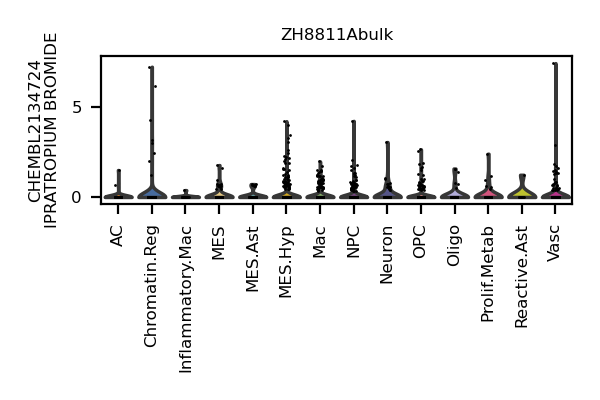 ZH8811Abulk
CHEMBL2134724
IPRATROPIUM BROMIDE
5
0
AC
Chromatin.Reg
Inflammatory.Mac
MES
MES.Ast
MES.Hyp
Mac
NPC
Neuron
OPC
Oligo
Prolif.Metab
Reactive.Ast
Vasc